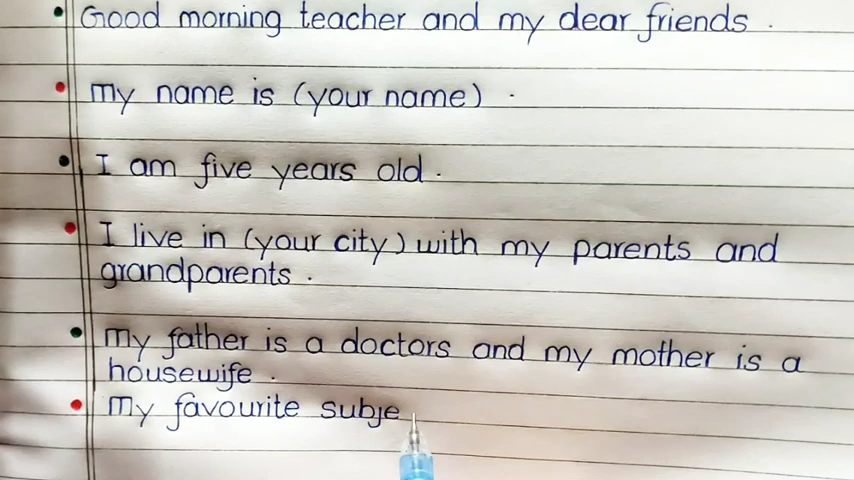 Good morning teacher and my dear friends .
My name is (your name) .
I am five years old .
I live in (your city) with my parents and
grandparents .
My father is a doctors and my mother is a
housewife .
My favourite subje